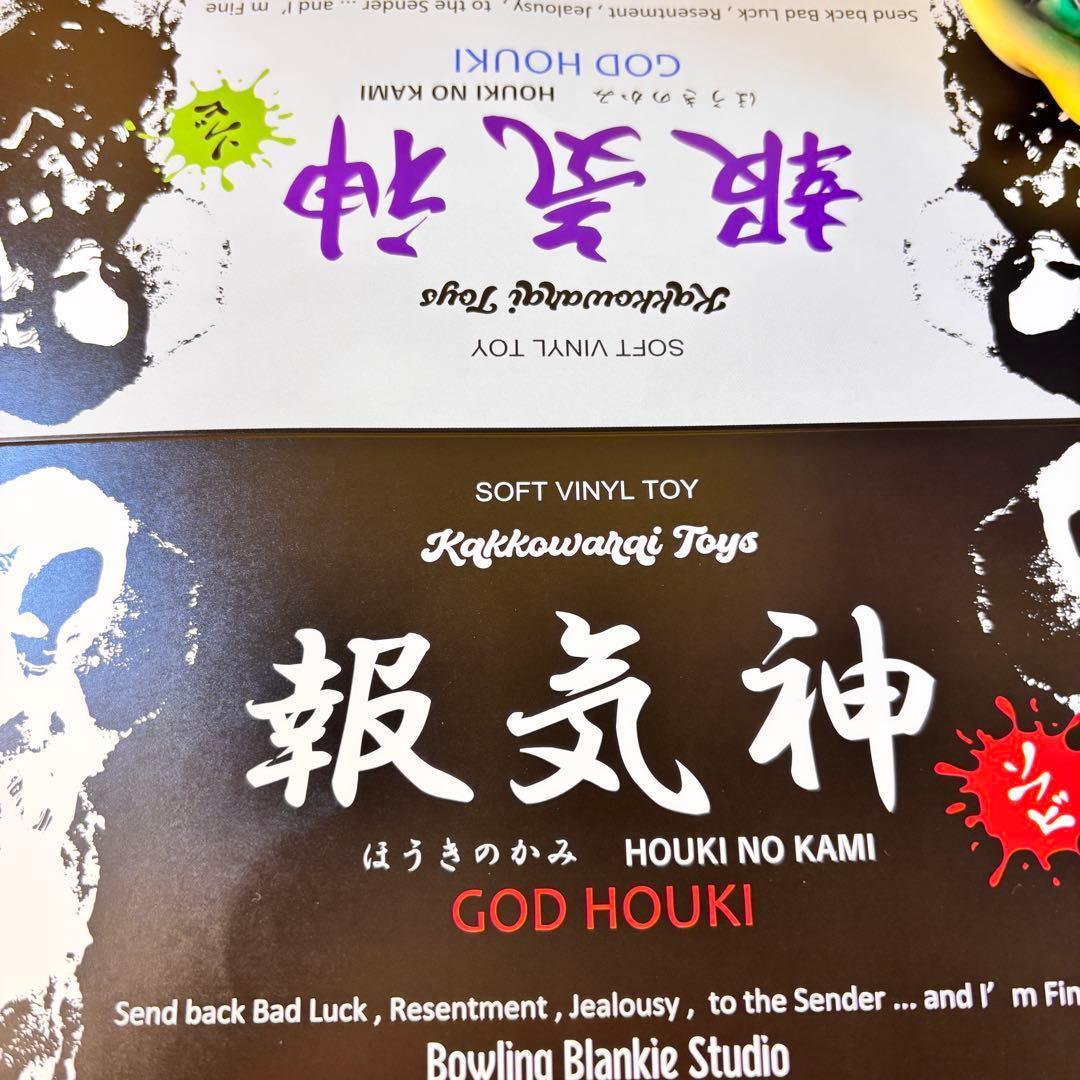 Send back Bad Luck , Resentment , Jealousy , to the Sender ... and I’m Fine
GOD HOUKI
ほうきのかみ HOUKI NO KAMI
報気神
Kakkowarai Toys
SOFT VINYL TOY
SOFT VINYL TOY
Kakkowarai Toys
報気神
ほうきのかみ HOUKI NO KAMI
GOD HOUKI
Send back Bad Luck , Resentment , Jealousy , to the Sender ... and I’m Fin
Bowling Blankie Studio